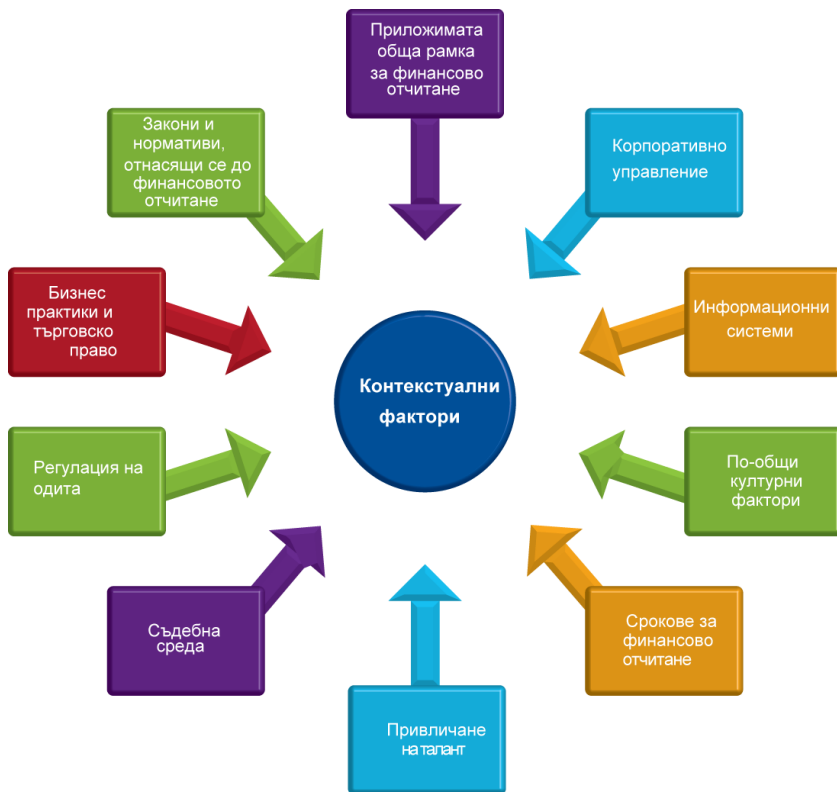 Приложимата
обща рамка
за финансово
отчитане
Закони и
нормативи,
отнасящи се до
финансовото
отчитане
Корпоративно
управление
Бизнес
практики и
търговско
право
Информационни
системи
Контекстуални
фактори
Регулация на
одита
По-общи
културни
фактори
Съдебна
среда
Срокове за
финансово
отчитане
Привличане
на талант